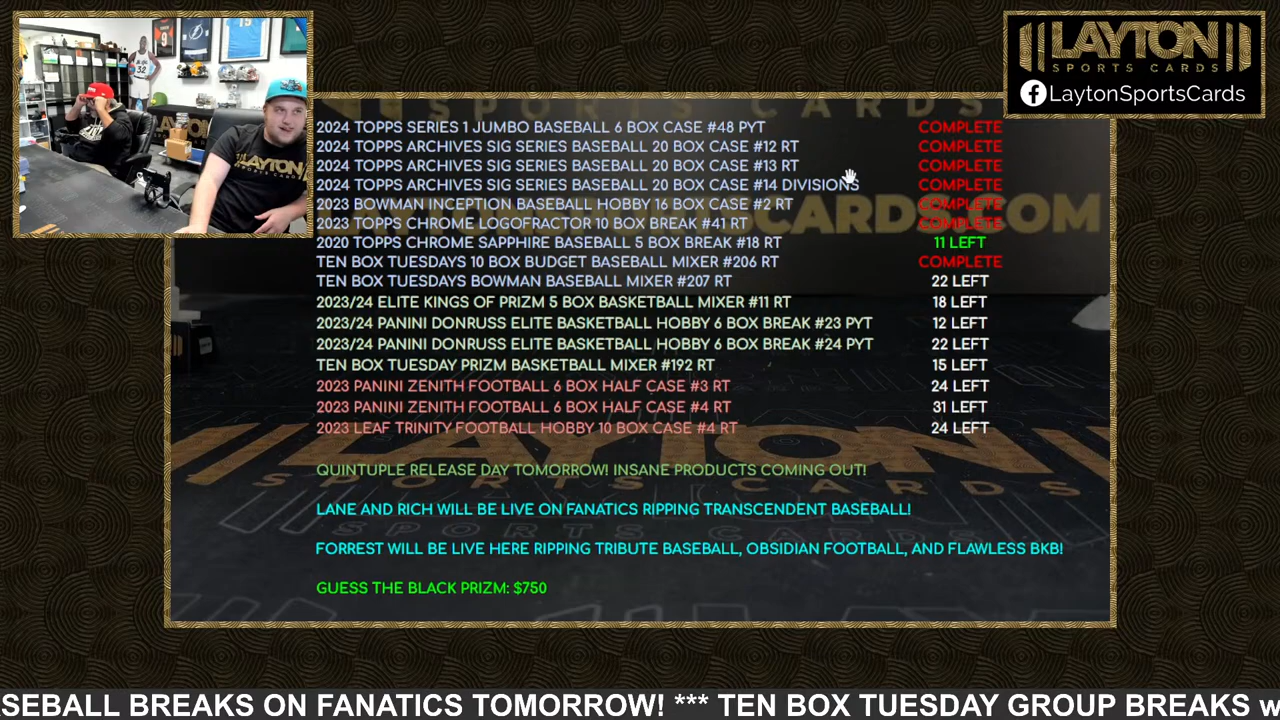 LAYTON
SPORTS CARDS
LaytonSportsCards
2024 TOPPS SERIES 1 JUMBO BASEBALL 6 BOX CASE #48 PYT COMPLETE
2024 TOPPS ARCHIVES SIG SERIES BASEBALL 20 BOX CASE #12 RT COMPLETE
2024 TOPPS ARCHIVES SIG SERIES BASEBALL 20 BOX CASE #13 RT COMPLETE
2024 TOPPS ARCHIVES SIG SERIES BASEBALL 20 BOX CASE #14 DIVISIONS COMPLETE
2023 BOWMAN INCEPTION BASEBALL HOBBY 16 BOX CASE #2 RT COMPLETE
2023 TOPPS CHROME LOGOFRACTOR 10 BOX BREAK #41 RT COMPLETE
2020 TOPPS CHROME SAPPHIRE BASEBALL 5 BOX BREAK #18 RT 11 LEFT
TEN BOX TUESDAYS 10 BOX BUDGET BASEBALL MIXER #206 RT COMPLETE
TEN BOX TUESDAYS BOWMAN BASEBALL MIXER #207 RT 22 LEFT
2023/24 ELITE KINGS OF PRIZM 5 BOX BASKETBALL MIXER #11 RT 18 LEFT
2023/24 PANINI DONRUSS ELITE BASKETBALL HOBBY 6 BOX BREAK #23 PYT 12 LEFT
2023/24 PANINI DONRUSS ELITE BASKETBALL HOBBY 6 BOX BREAK #24 PYT 22 LEFT
TEN BOX TUESDAY PRIZM BASKETBALL MIXER #192 RT 15 LEFT
2023 PANINI ZENITH FOOTBALL 6 BOX HALF CASE #3 RT 24 LEFT
2023 PANINI ZENITH FOOTBALL 6 BOX HALF CASE #4 RT 31 LEFT
2023 LEAF TRINITY FOOTBALL HOBBY 10 BOX CASE #4 RT 24 LEFT
QUINTUPLE RELEASE DAY TOMORROW! INSANE PRODUCTS COMING OUT!
LANE AND RICH WILL BE LIVE ON FANATICS RIPPING TRANSCENDENT BASEBALL!
FORREST WILL BE LIVE HERE RIPPING TRIBUTE BASEBALL, OBSIDIAN FOOTBALL, AND FLAWLESS BKB!
GUESS THE BLACK PRIZM: $750
SEBALL BREAKS ON FANATICS TOMORROW! *** TEN BOX TUESDAY GROUP BREAKS w